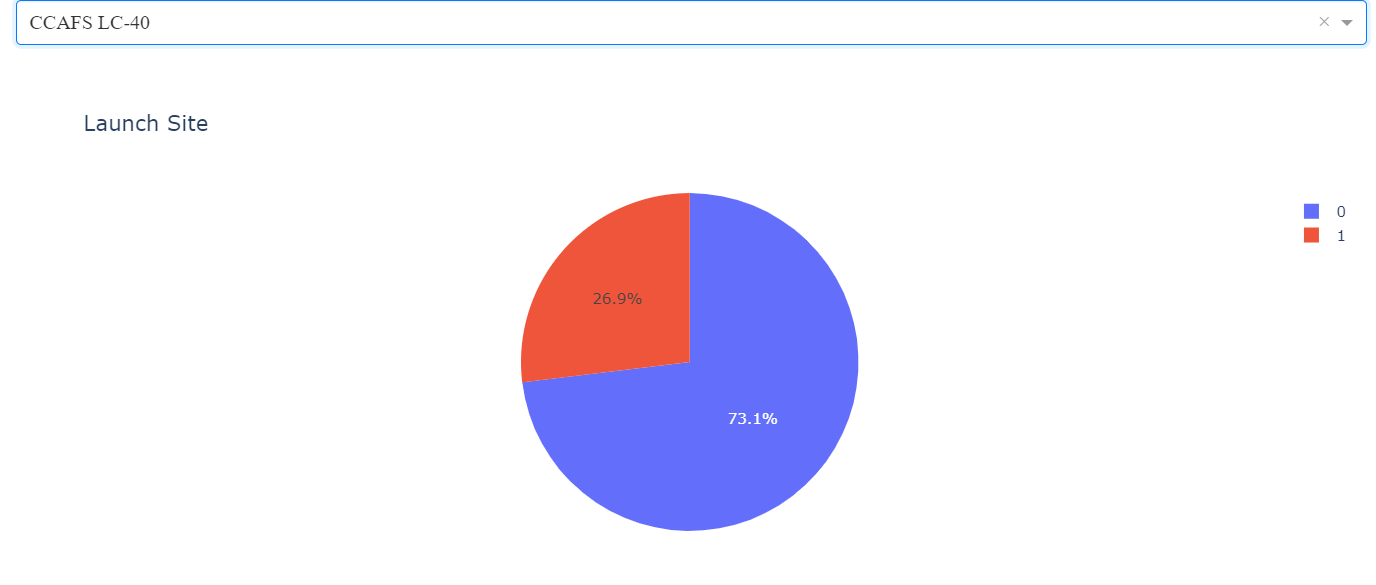 CCAFS LC-40
Launch Site
0
1
26.9%
73.1%